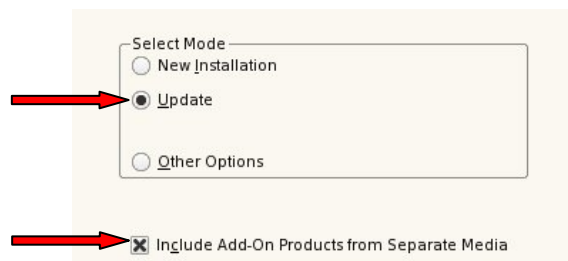 Select Mode
New Installation
Update
Other Options
Include Add-On Products from Separate Media